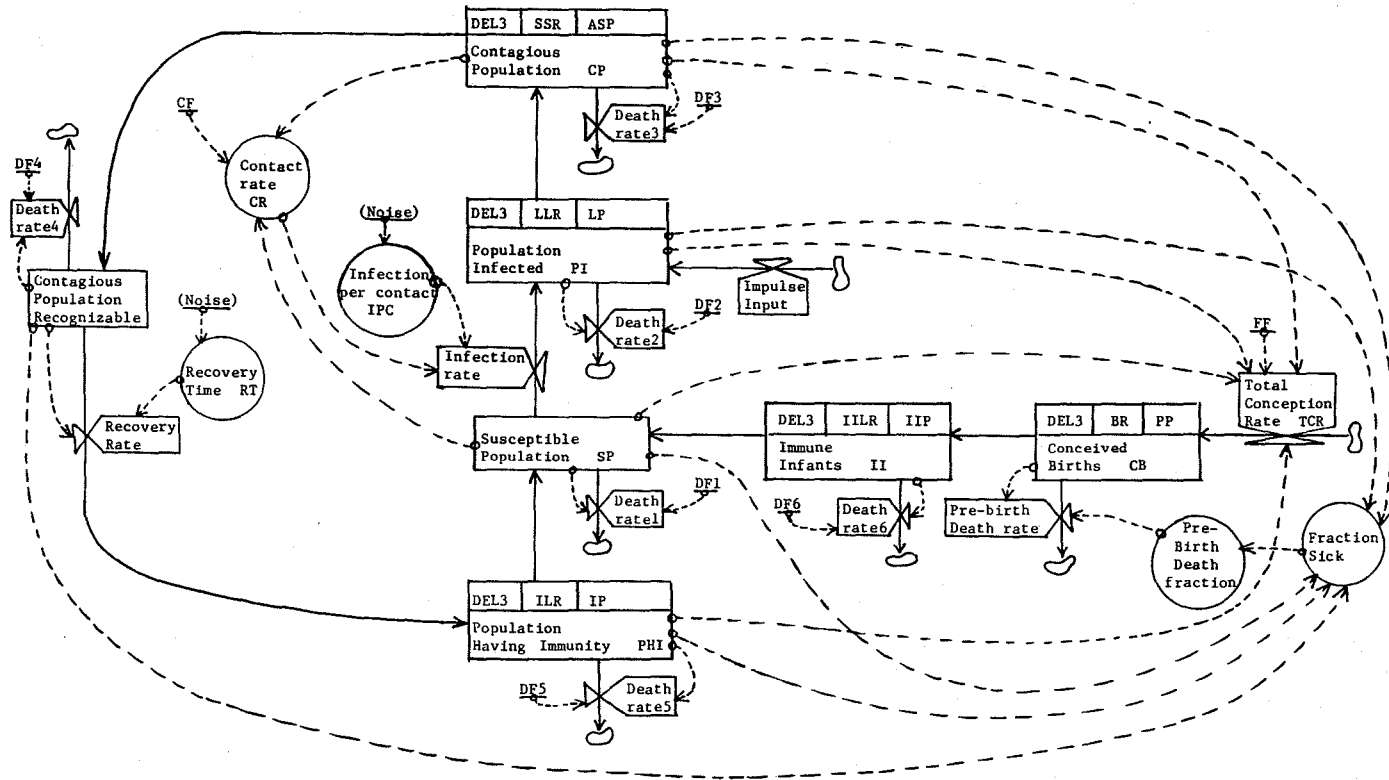 DEL3 SSR ASP
Contagious
Population CP
Death
rate3
DF3
CF
Contact
rate
CR
DF4
Death
rate4
(Noise)
DEL3 LLR LP
Population
Infected PI
Impulse
Input
Infection
per contact
IPC
Death
rate2
DF2
Contagious
Population
Recognizable
(Noise)
Recovery
Time RT
Recovery
Rate
Infection
rate
FF
Total
Conception
Rate TCR
Susceptible
Population SP
DEL3 IILR IIP
Immune
Infants II
DEL3 BR PP
Conceived
Births CB
Death
rate1
DF1
DF6
Death
rate6
Pre-birth
Death rate
Pre-
Birth
Death
fraction
Fraction
Sick
DEL3 ILR IP
Population
Having Immunity PHI
DF5
Death
rate5